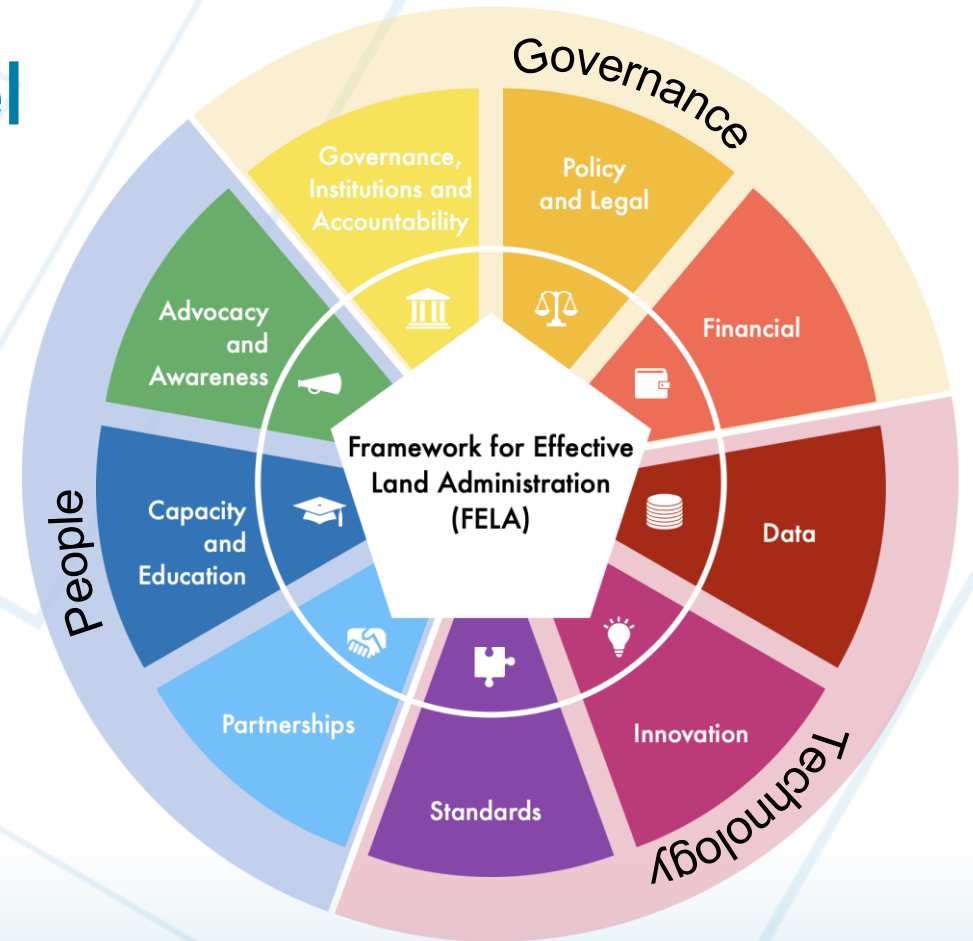 el
Governance
Governance,
Institutions and
Accountability
Policy
and Legal
Financial
Data
Technology
Innovation
Standards
Partnerships
People
Capacity
and
Education
Advocacy
and
Awareness
Framework for Effective
Land Administration
(FELA)